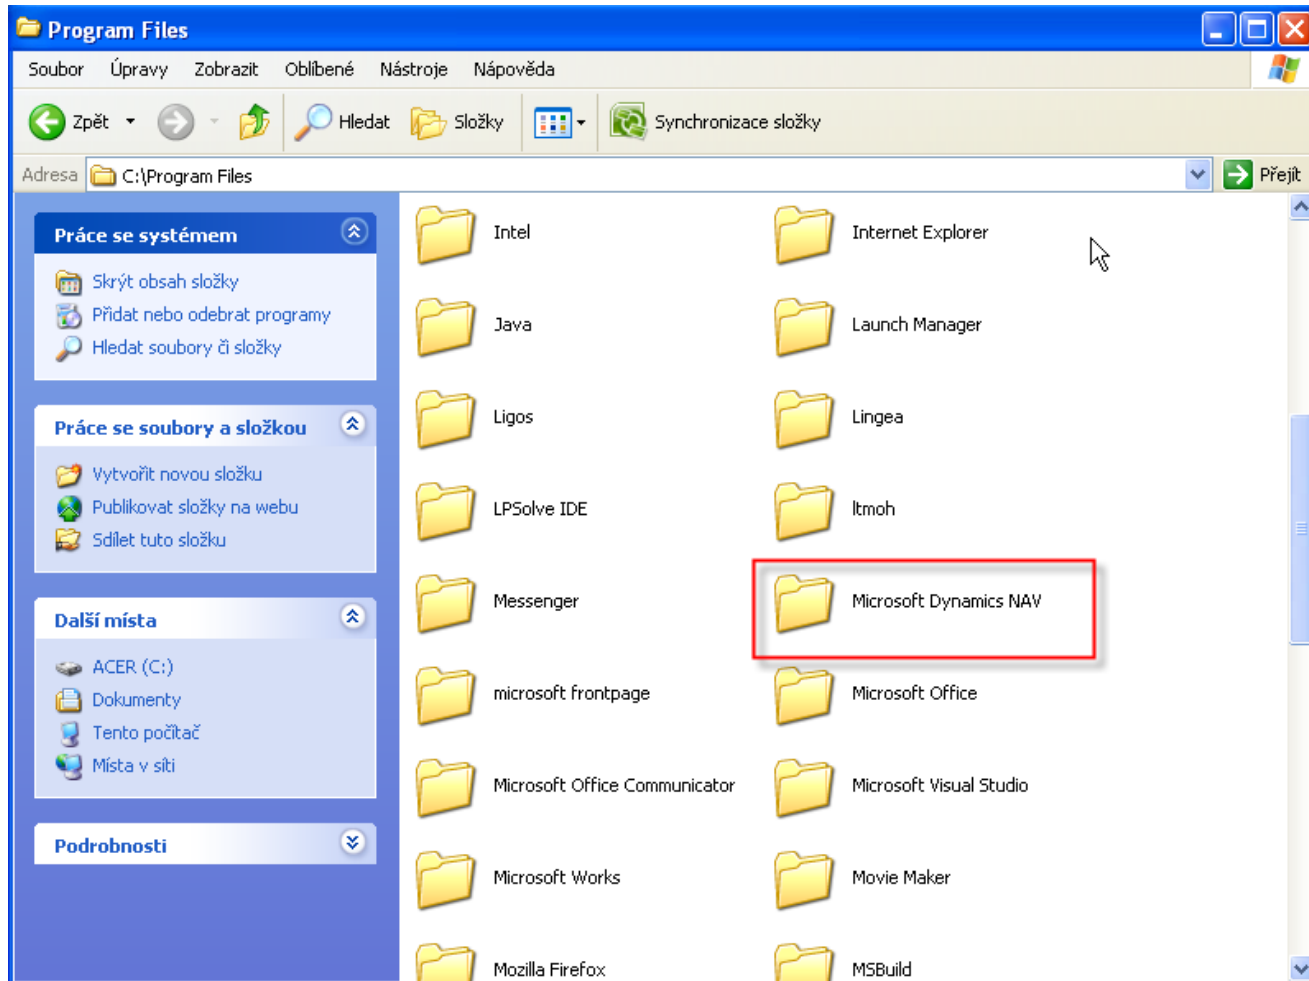 Program Files
Soubor Úpravy Zobrazit Oblíbené Nástroje Nápověda
Zpět Hledat Složky Synchronizace složky
Adresa C:\Program Files Přejít
Práce se systémem
Skrýt obsah složky
Přidat nebo odebrat programy
Hledat soubory či složky
Práce se soubory a složkou
Vytvořit novou složku
Publikovat složky na webu
Sdílet tuto složku
Další místa
ACER (C:)
Dokumenty
Tento počítač
Místa v síti
Podrobnosti
Intel Internet Explorer
Java Launch Manager
Ligos Lingea
LPSolve IDE ltmoh
Messenger Microsoft Dynamics NAV
microsoft frontpage Microsoft Office
Microsoft Office Communicator Microsoft Visual Studio
Microsoft Works Movie Maker
Mozilla Firefox MSBuild